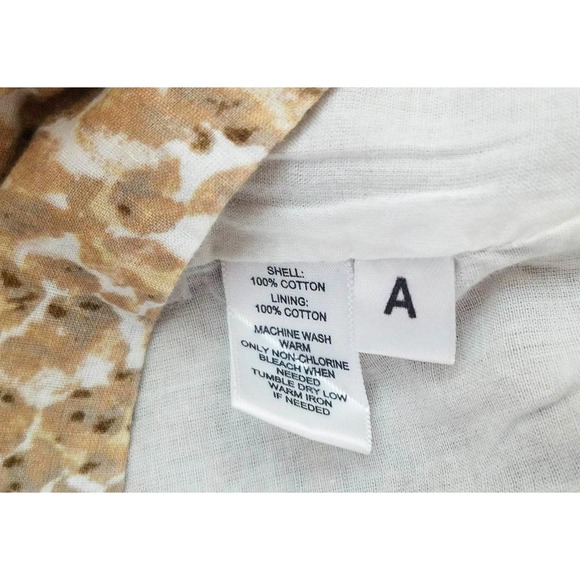 SHELL:
100% COTTON
LINING:
100% COTTON
MACHINE WASH
WARM
ONLY NON-CHLORINE
BLEACH WHEN
NEEDED
TUMBLE DRY LOW
WARM IRON
IF NEEDED
A